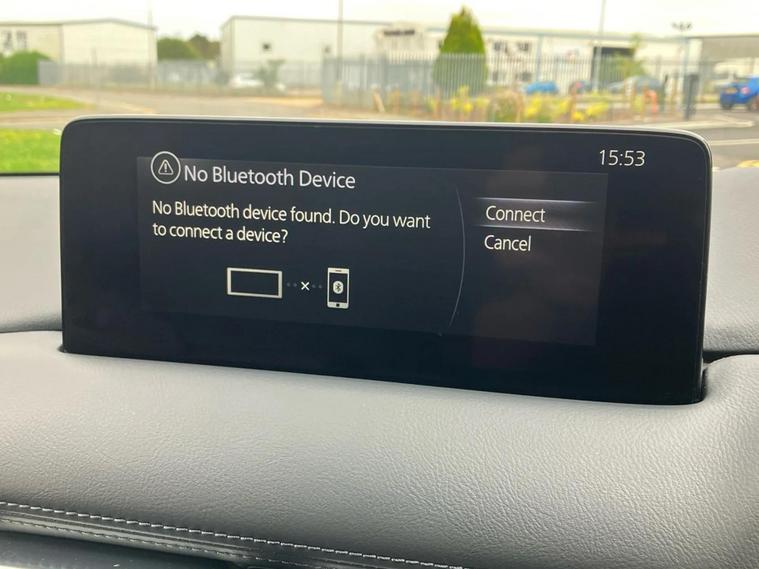 15:53
No Bluetooth Device
No Bluetooth device found. Do you want
to connect a device?
Connect
Cancel